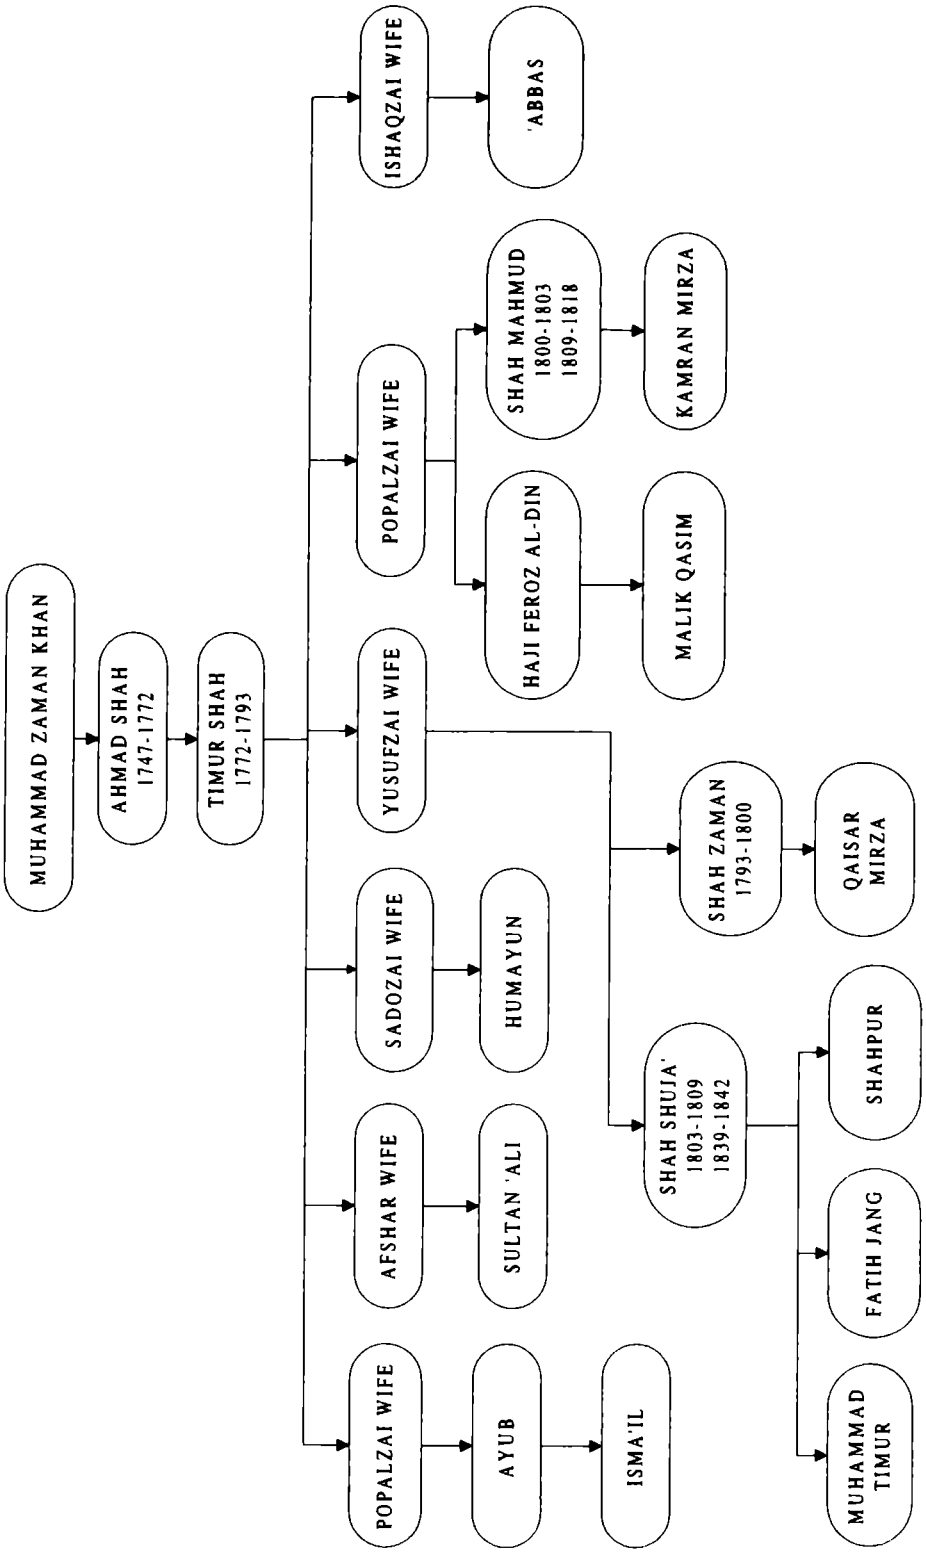 MUHAMMAD ZAMAN KHAN
AHMAD SHAH
1747-1772
TIMUR SHAH
1772-1793
POPALZAI WIFE
AFSHAR WIFE
SADOZAI WIFE
YUSUFZAI WIFE
POPALZAI WIFE
ISHAQZAI WIFE
AYUB
SULTAN 'ALI
HUMAYUN
HAJI FEROZ AL-DIN
SHAH MAHMUD
1800-1803
1809-1818
'ABBAS
ISMA'IL
SHAH SHUJA'
1803-1809
1839-1842
SHAH ZAMAN
1793-1800
MALIK QASIM
KAMRAN MIRZA
MUHAMMAD
TIMUR
FATIH JANG
SHAHPUR
QAISAR
MIRZA